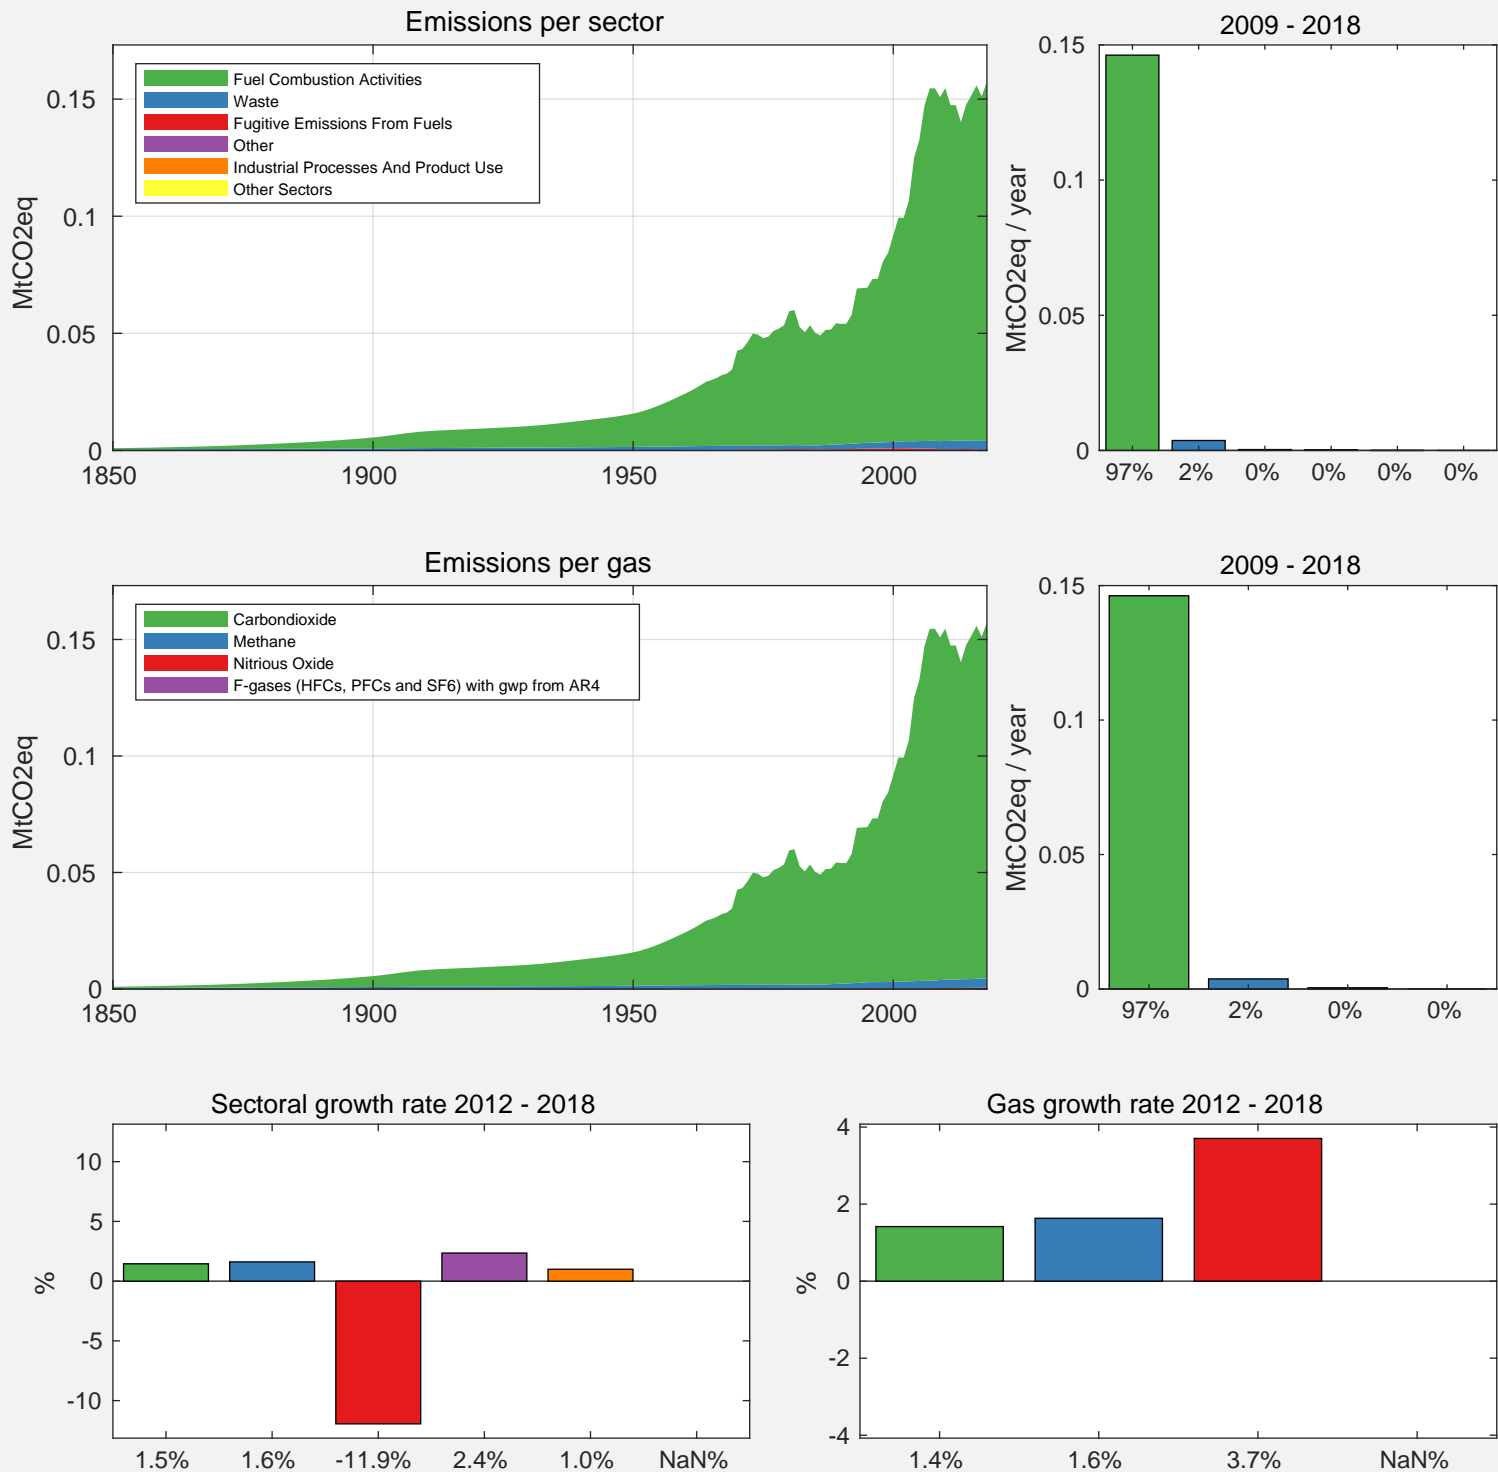 Emissions per sector
MtCO2eq
0.15
0.1
0.05
0
1850
1900
1950
2000
Fuel Combustion Activities
Waste
Fugitive Emissions From Fuels
Other
Industrial Processes And Product Use
Other Sectors
2009 - 2018
MtCO2eq / year
0.15
0.1
0.05
0
97%
2%
0%
0%
0%
0%
Emissions per gas
MtCO2eq
0.15
0.1
0.05
0
1850
1900
1950
2000
Carbondioxide
Methane
Nitrious Oxide
F-gases (HFCs, PFCs and SF6) with gwp from AR4
2009 - 2018
MtCO2eq / year
0.15
0.1
0.05
0
97%
2%
0%
0%
Sectoral growth rate 2012 - 2018
%
10
5
0
-5
-10
1.5%
1.6%
-11.9%
2.4%
1.0%
NaN%
Gas growth rate 2012 - 2018
%
4
2
0
-2
-4
1.4%
1.6%
3.7%
NaN%